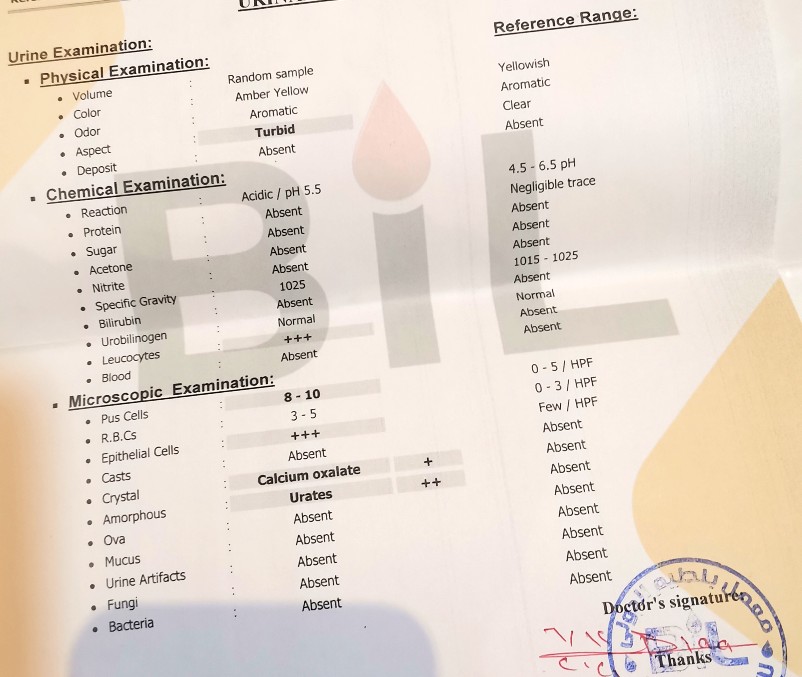 Urine Examination: Reference Range:
Physical Examination:
Volume : Random sample Yellowish
Color : Amber Yellow Aromatic
Odor : Aromatic Clear
Aspect : Turbid Absent
Deposit : Absent
Chemical Examination:
Reaction : Acidic / pH 5.5 4.5 - 6.5 pH
Protein : Absent Negligible trace
Sugar : Absent Absent
Acetone : Absent Absent
Nitrite : Absent Absent
Specific Gravity : 1025 1015 - 1025
Bilirubin : Absent Absent
Urobilinogen : Normal Normal
Leucocytes : +++ Absent
Blood : Absent Absent
Microscopic Examination:
Pus Cells : 8 - 10 0 - 5 / HPF
R.B.Cs : 3 - 5 0 - 3 / HPF
Epithelial Cells : +++ Few / HPF
Casts : Absent Absent
Crystal : Calcium oxalate + Absent
Amorphous : Urates ++ Absent
Ova : Absent Absent
Mucus : Absent Absent
Urine Artifacts : Absent Absent
Fungi : Absent Absent
Bacteria : Absent Absent
BiL
Doctor's signature
Thanks
BiL